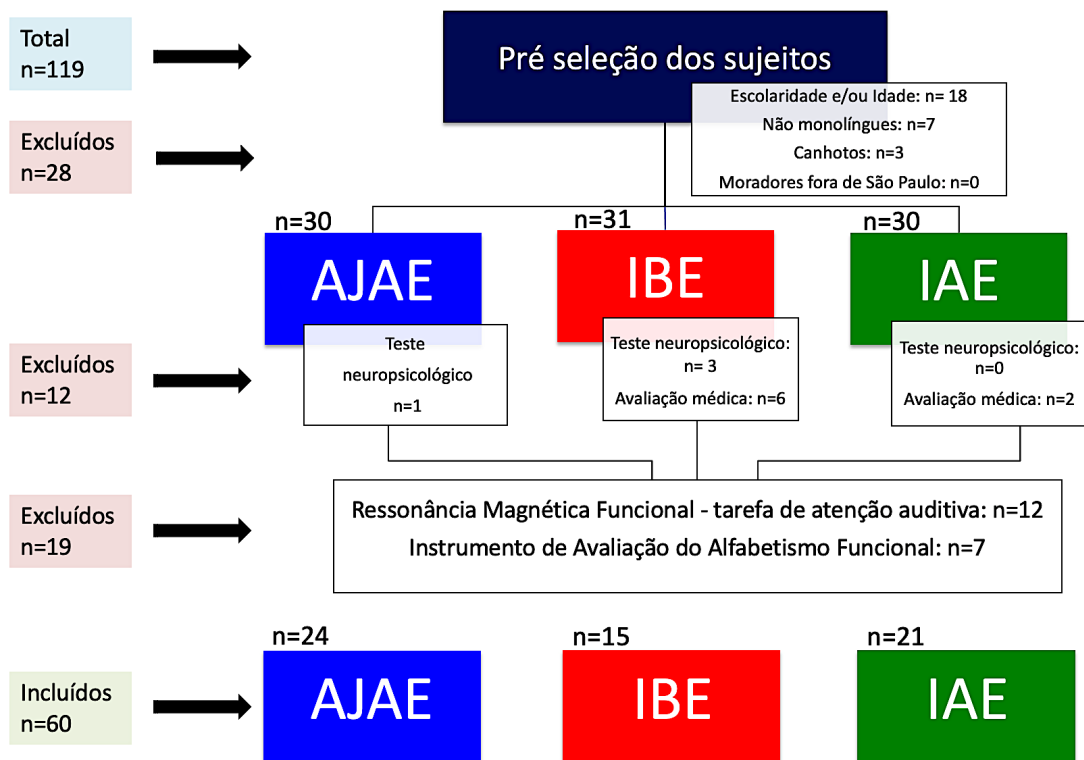 Total
n=119
Pré seleção dos sujeitos
Escolaridade e/ou Idade: n= 18
Não monolíngues: n=7
Canhotos: n=3
Moradores fora de São Paulo: n=0
Excluídos
n=28
n=30
AJAE
n=31
IBE
n=30
IAE
Excluídos
n=12
Teste
neuropsicológico
n=1
Teste neuropsicológico:
n= 3
Avaliação médica: n=6
Teste neuropsicológico:
n=0
Avaliação médica: n=2
Excluídos
n=19
Ressonância Magnética Funcional - tarefa de atenção auditiva: n=12
Instrumento de Avaliação do Alfabetismo Funcional: n=7
Incluídos
n=60
n=24
AJAE
n=15
IBE
n=21
IAE